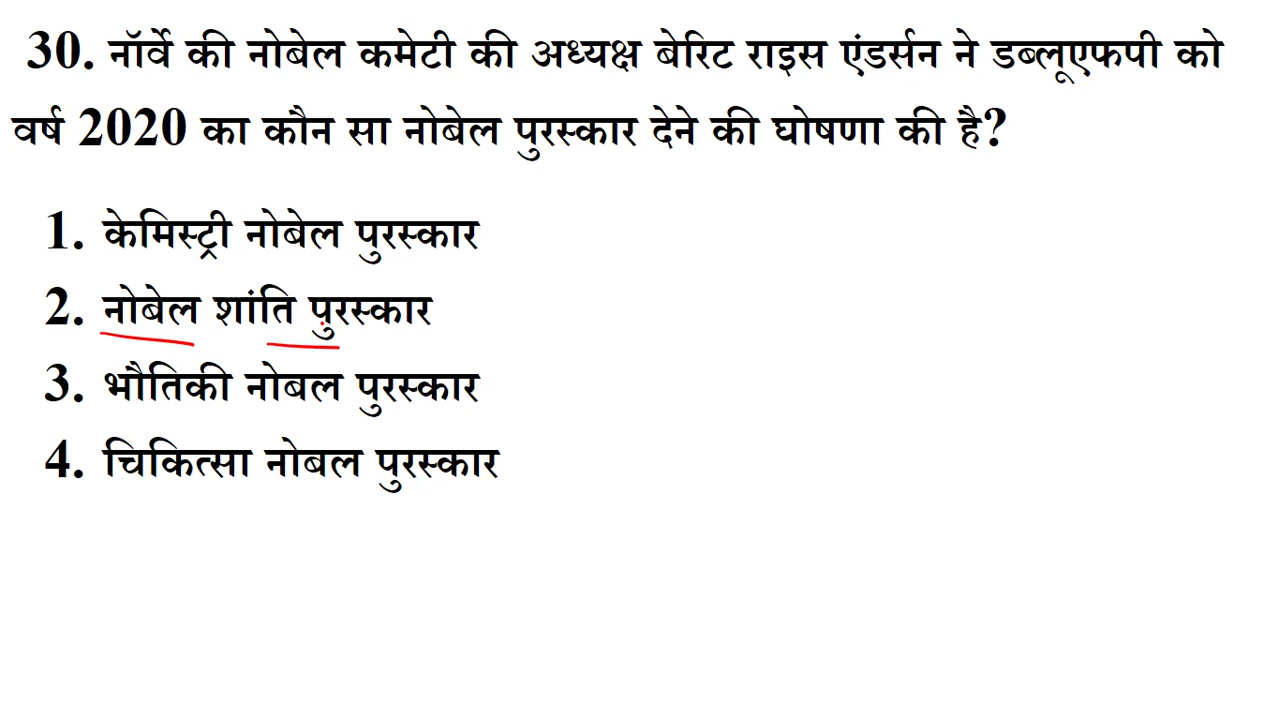 30. नॉर्वे की नोबेल कमेटी की अध्यक्ष बेरिट राइस एंडर्सन ने डब्लूएफपी को
वर्ष 2020 का कौन सा नोबेल पुरस्कार देने की घोषणा की है?
1. केमिस्ट्री नोबेल पुरस्कार
2. नोबेल शांति पुरस्कार
3. भौतिकी नोबल पुरस्कार
4. चिकित्सा नोबल पुरस्कार